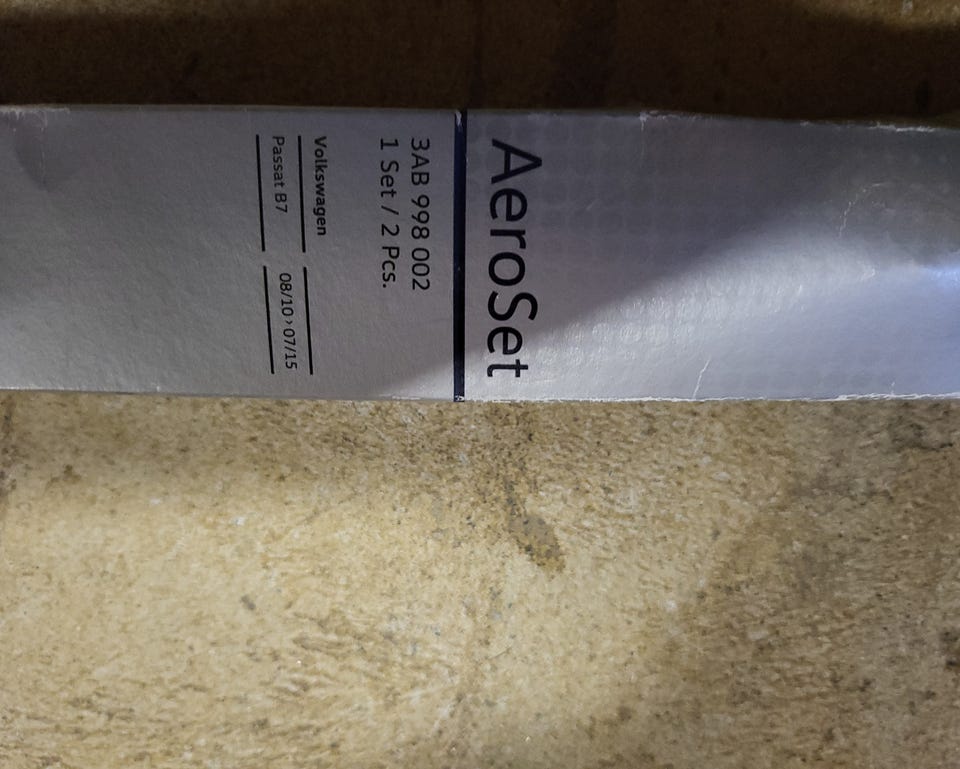 AeroSet
3AB 998 002
1 Set / 2 Pcs.
Volkswagen
Passat B7 08/10 › 07/15